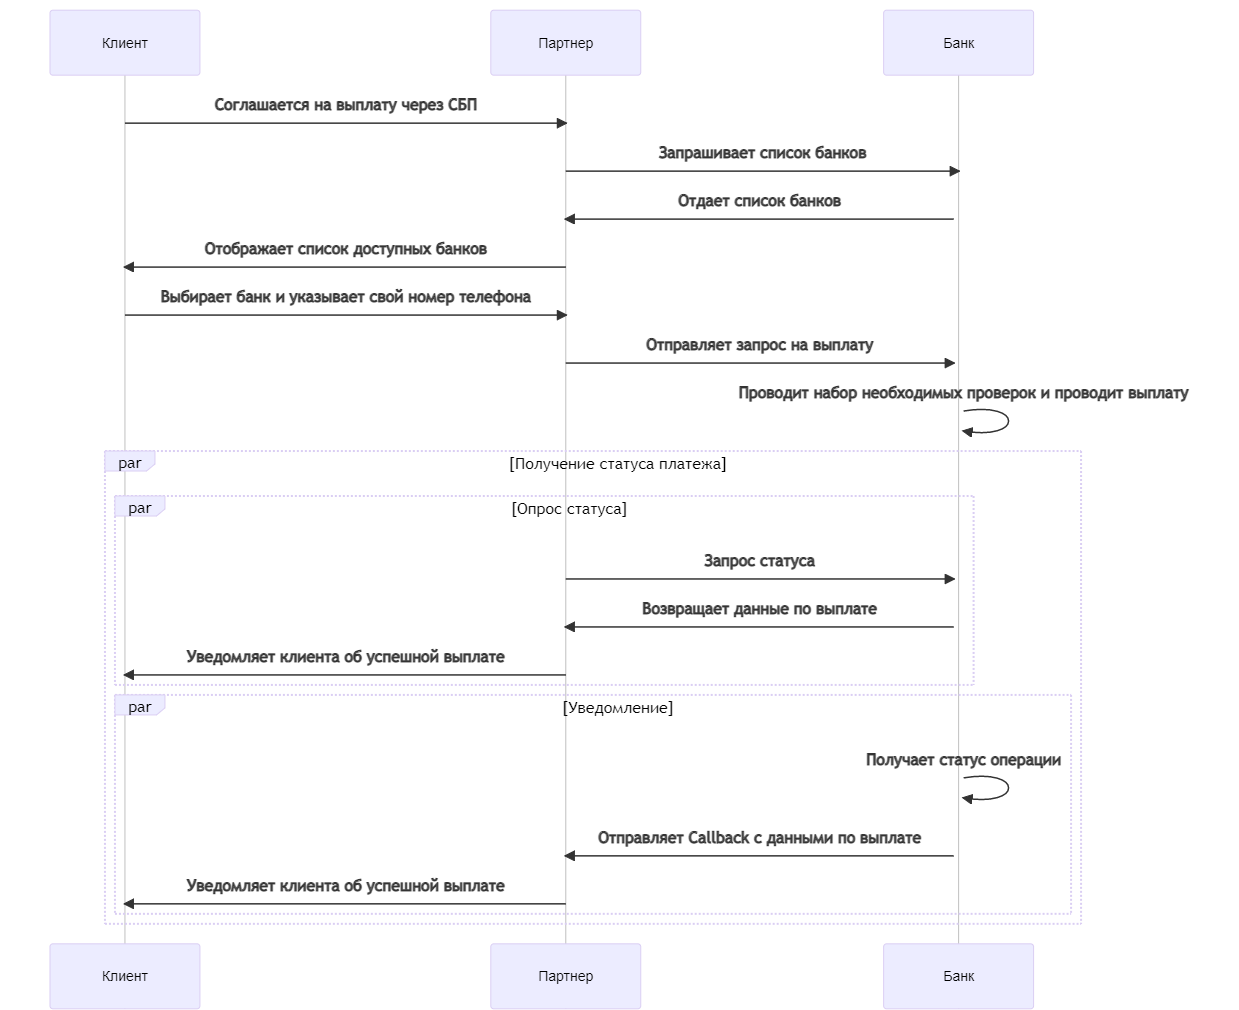 Клиент
Партнер
Банк
Соглашается на выплату через СБП
Запрашивает список банков
Отдает список банков
Отображает список доступных банков
Выбирает банк и указывает свой номер телефона
Отправляет запрос на выплату
Проводит набор необходимых проверок и проводит выплату
par
[Получение статуса платежа]
par
[Опрос статуса]
Запрос статуса
Возвращает данные по выплате
Уведомляет клиента об успешной выплате
par
[Уведомление]
Получает статус операции
Отправляет Callback с данными по выплате
Уведомляет клиента об успешной выплате
Клиент
Партнер
Банк